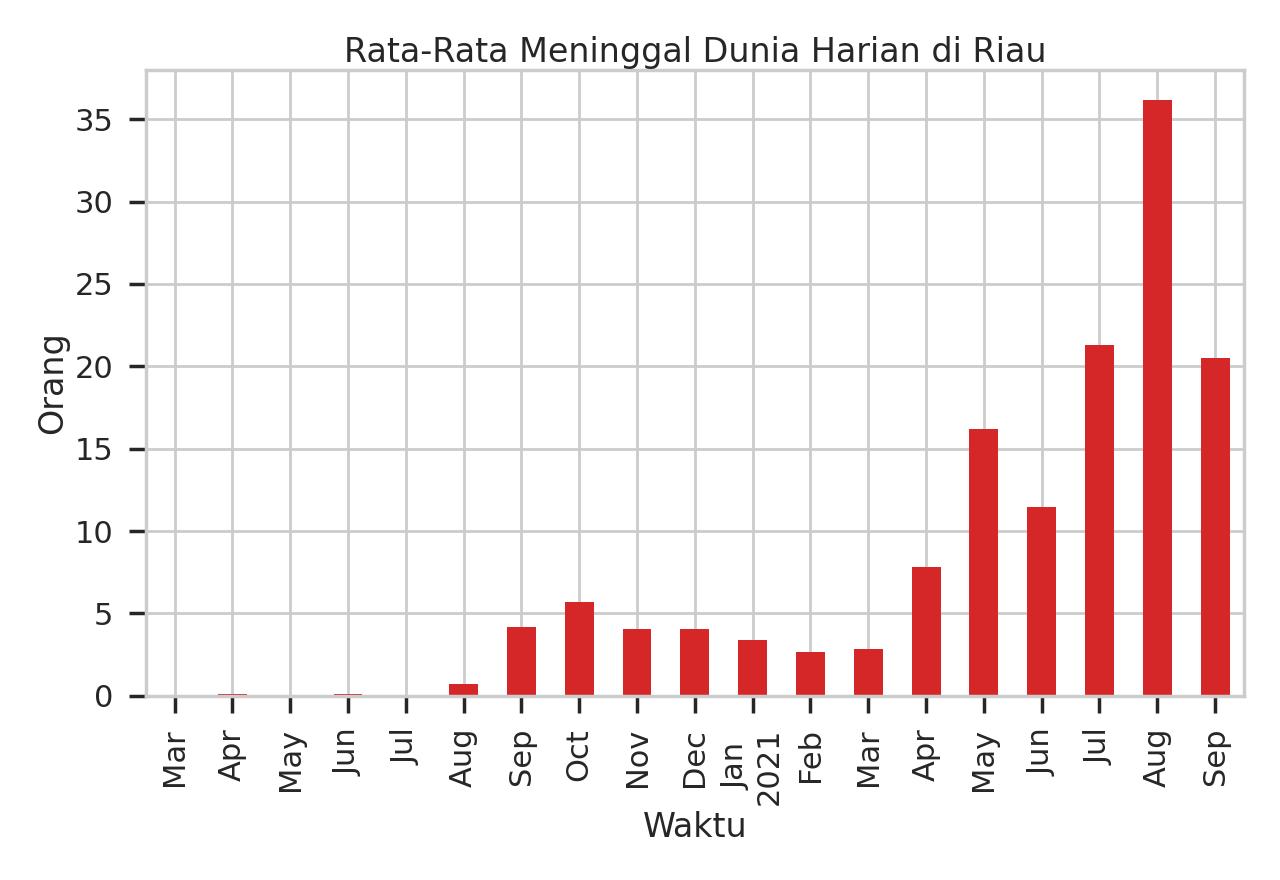 Rata-Rata Meninggal Dunia Harian di Riau
35
30
25
20
15
10
5
0
Orang
Mar
Apr
May
Jun
Jul
Aug
Sep
Oct
Nov
Dec
Jan
2021
Feb
Mar
Apr
May
Jun
Jul
Aug
Sep
Waktu